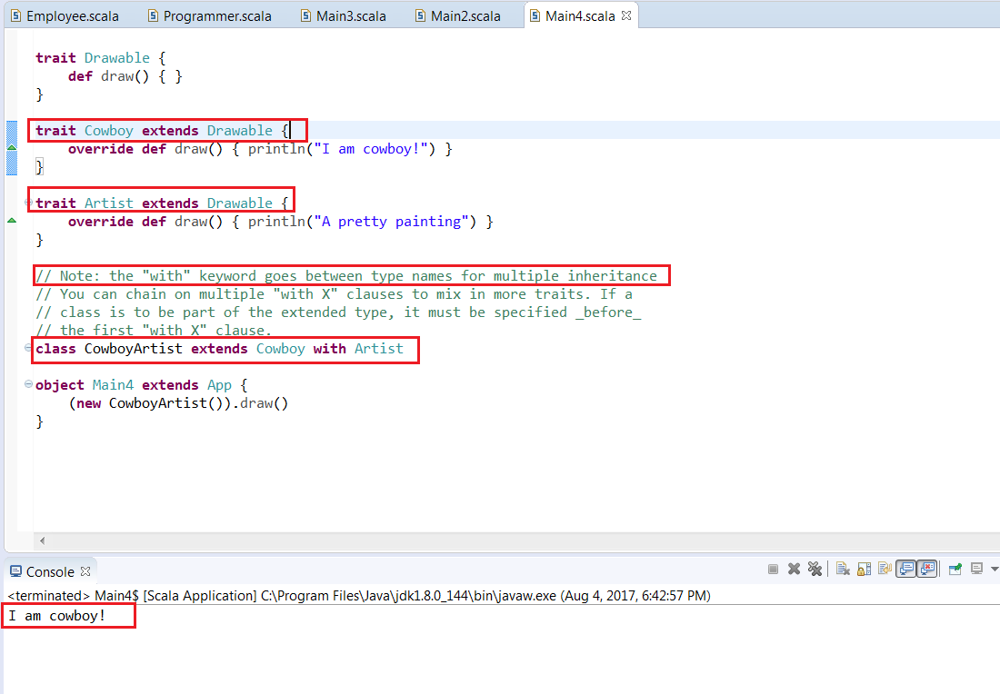 Employee.scala Programmer.scala Main3.scala Main2.scala Main4.scala
trait Drawable {
    def draw() { }
}
trait Cowboy extends Drawable {
    override def draw() { println("I am cowboy!") }
}
trait Artist extends Drawable {
    override def draw() { println("A pretty painting") }
}
// Note: the "with" keyword goes between type names for multiple inheritance
// You can chain on multiple "with X" clauses to mix in more traits. If a
// class is to be part of the extended type, it must be specified _before_
// the first "with X" clause.
class CowboyArtist extends Cowboy with Artist
object Main4 extends App {
    (new CowboyArtist()).draw()
}
Console
<terminated> Main4$ [Scala Application] C:\Program Files\Java\jdk1.8.0_144\bin\javaw.exe (Aug 4, 2017, 6:42:57 PM)
I am cowboy!